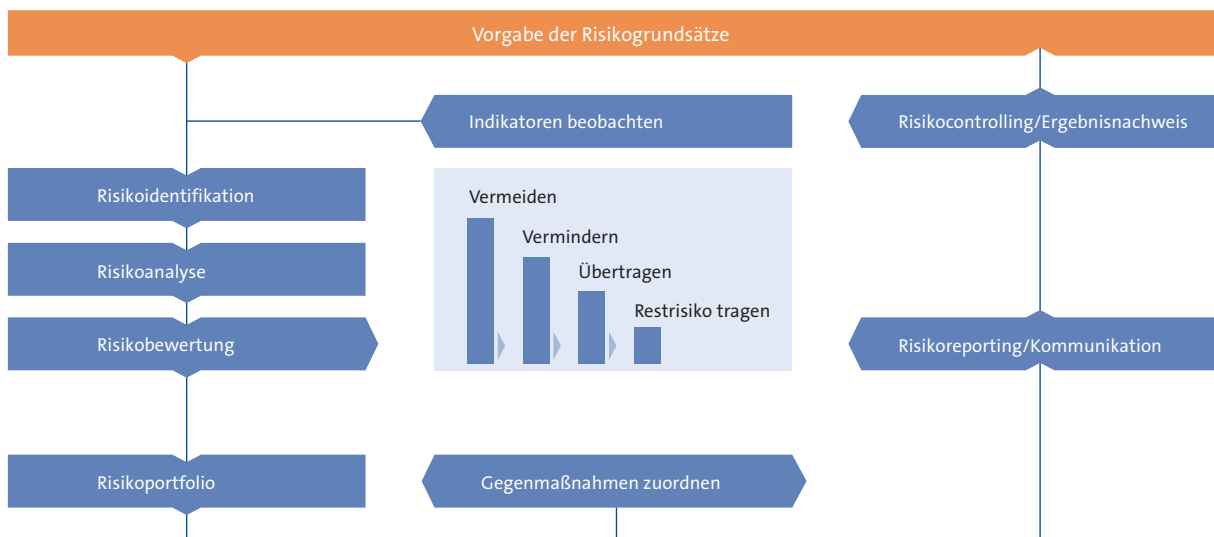 Vorgabe der Risikogrundsätze
Indikatoren beobachten
Risikocontrolling/Ergebnisnachweis
Risikoidentifikation
Vermeiden
Vermindern
Risikoanalyse
Übertragen
Restrisiko tragen
Risikobewertung
Risikoreporting/Kommunikation
Risikoportfolio
Gegenmaßnahmen zuordnen